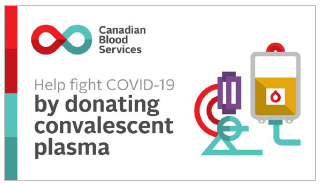 Canadian
Blood
Services
Help fight COVID-19
by donating
convalescent
plasma